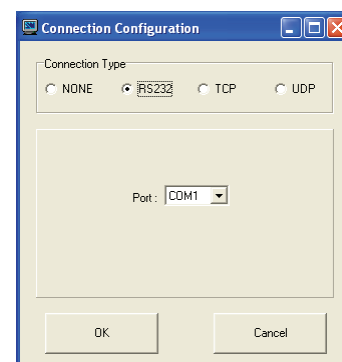 Connection Configuration
Connection Type
NONE RS232 TCP UDP
Port : COM1
OK Cancel